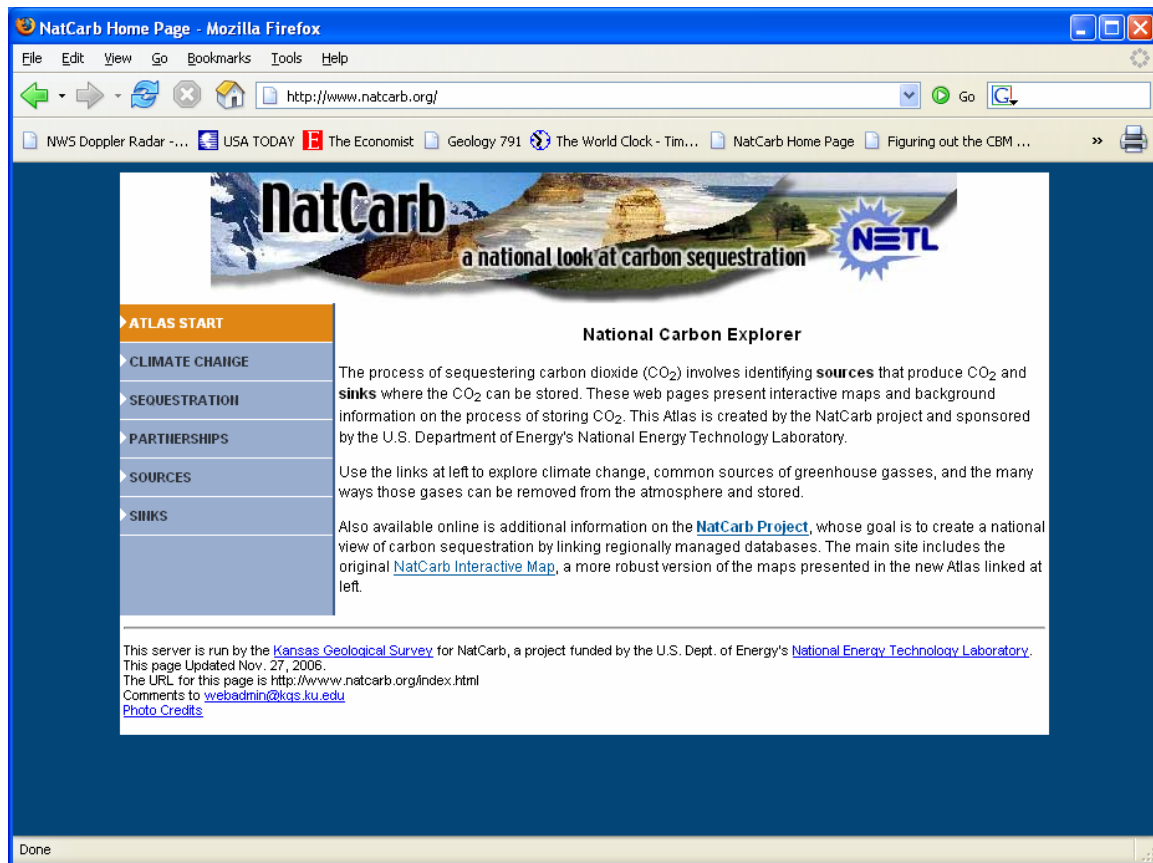 NatCarb Home Page - Mozilla Firefox
File Edit View Go Bookmarks Tools Help
http://www.natcarb.org/ Go G
NWS Doppler Radar -... USA TODAY E The Economist Geology 791 The World Clock - Tim... NatCarb Home Page Figuring out the CBM ... »
NatCarb
a national look at carbon sequestration
NETL
ATLAS START
CLIMATE CHANGE
SEQUESTRATION
PARTNERSHIPS
SOURCES
SINKS
National Carbon Explorer
The process of sequestering carbon dioxide (CO2) involves identifying sources that produce CO2 and
sinks where the CO2 can be stored. These web pages present interactive maps and background
information on the process of storing CO2. This Atlas is created by the NatCarb project and sponsored
by the U.S. Department of Energy's National Energy Technology Laboratory.
Use the links at left to explore climate change, common sources of greenhouse gasses, and the many
ways those gases can be removed from the atmosphere and stored.
Also available online is additional information on the NatCarb Project, whose goal is to create a national
view of carbon sequestration by linking regionally managed databases. The main site includes the
original NatCarb Interactive Map, a more robust version of the maps presented in the new Atlas linked at
left.
This server is run by the Kansas Geological Survey for NatCarb, a project funded by the U.S. Dept. of Energy's National Energy Technology Laboratory.
This page Updated Nov. 27, 2006.
The URL for this page is http://www.natcarb.org/index.html
Comments to webadmin@kgs.ku.edu
Photo Credits
Done